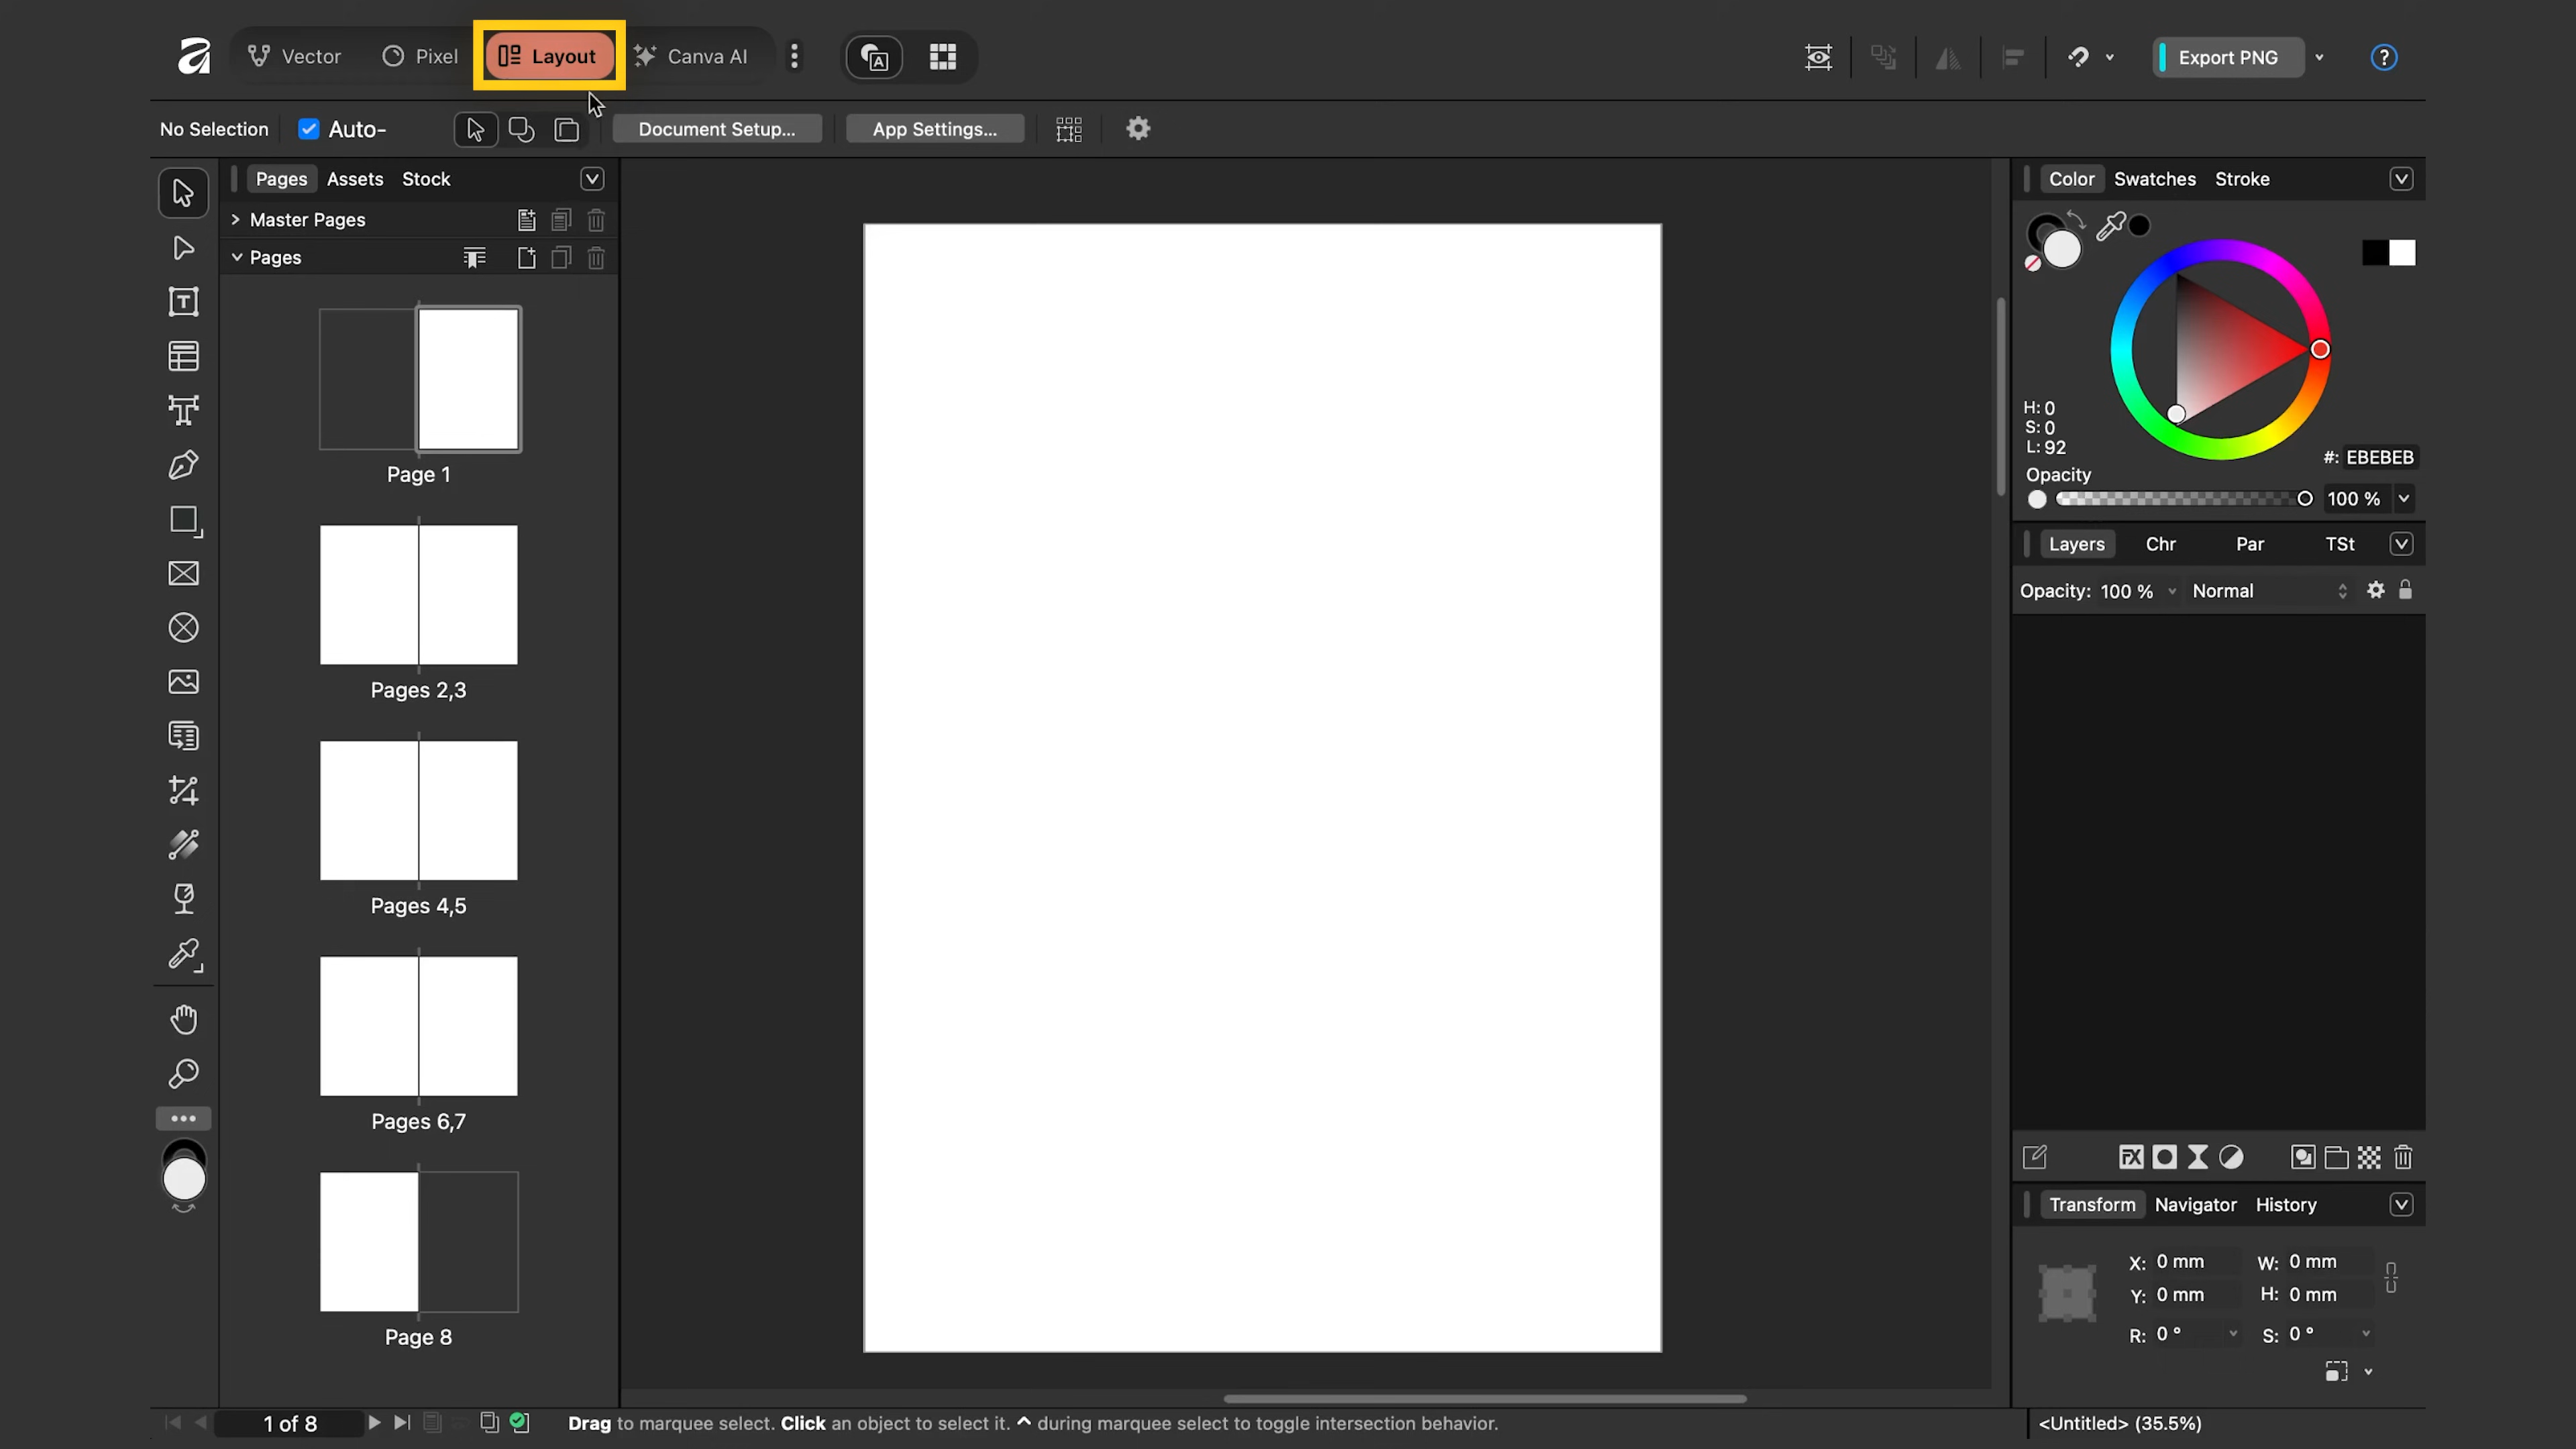 Vector Pixel Layout Canva AI Export PNG ?
No Selection Auto- Document Setup... App Settings...
Pages Assets Stock
Master Pages
Pages
Page 1
Pages 2,3
Pages 4,5
Pages 6,7
Page 8
Color Swatches Stroke
H: 0
S: 0
L: 92
#: EBEBEB
Opacity
100 %
Layers Chr Par TSt
Opacity: 100 % Normal
Transform Navigator History
X: 0 mm W: 0 mm
Y: 0 mm H: 0 mm
R: 0 ° S: 0 °
1 of 8 Drag to marquee select. Click an object to select it. ^ during marquee select to toggle intersection behavior. <Untitled> (35.5%)